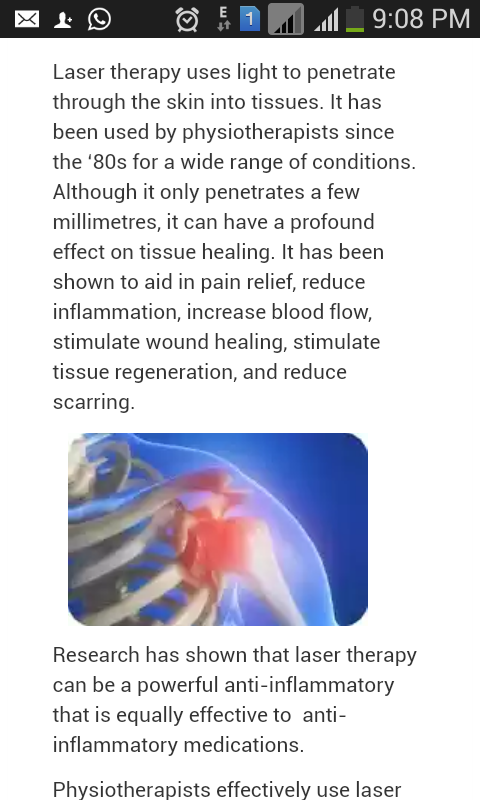 E 1 9:08 PM
Laser therapy uses light to penetrate
through the skin into tissues. It has
been used by physiotherapists since
the ‘80s for a wide range of conditions.
Although it only penetrates a few
millimetres, it can have a profound
effect on tissue healing. It has been
shown to aid in pain relief, reduce
inflammation, increase blood flow,
stimulate wound healing, stimulate
tissue regeneration, and reduce
scarring.
Research has shown that laser therapy
can be a powerful anti-inflammatory
that is equally effective to  anti-
inflammatory medications.
Physiotherapists effectively use laser